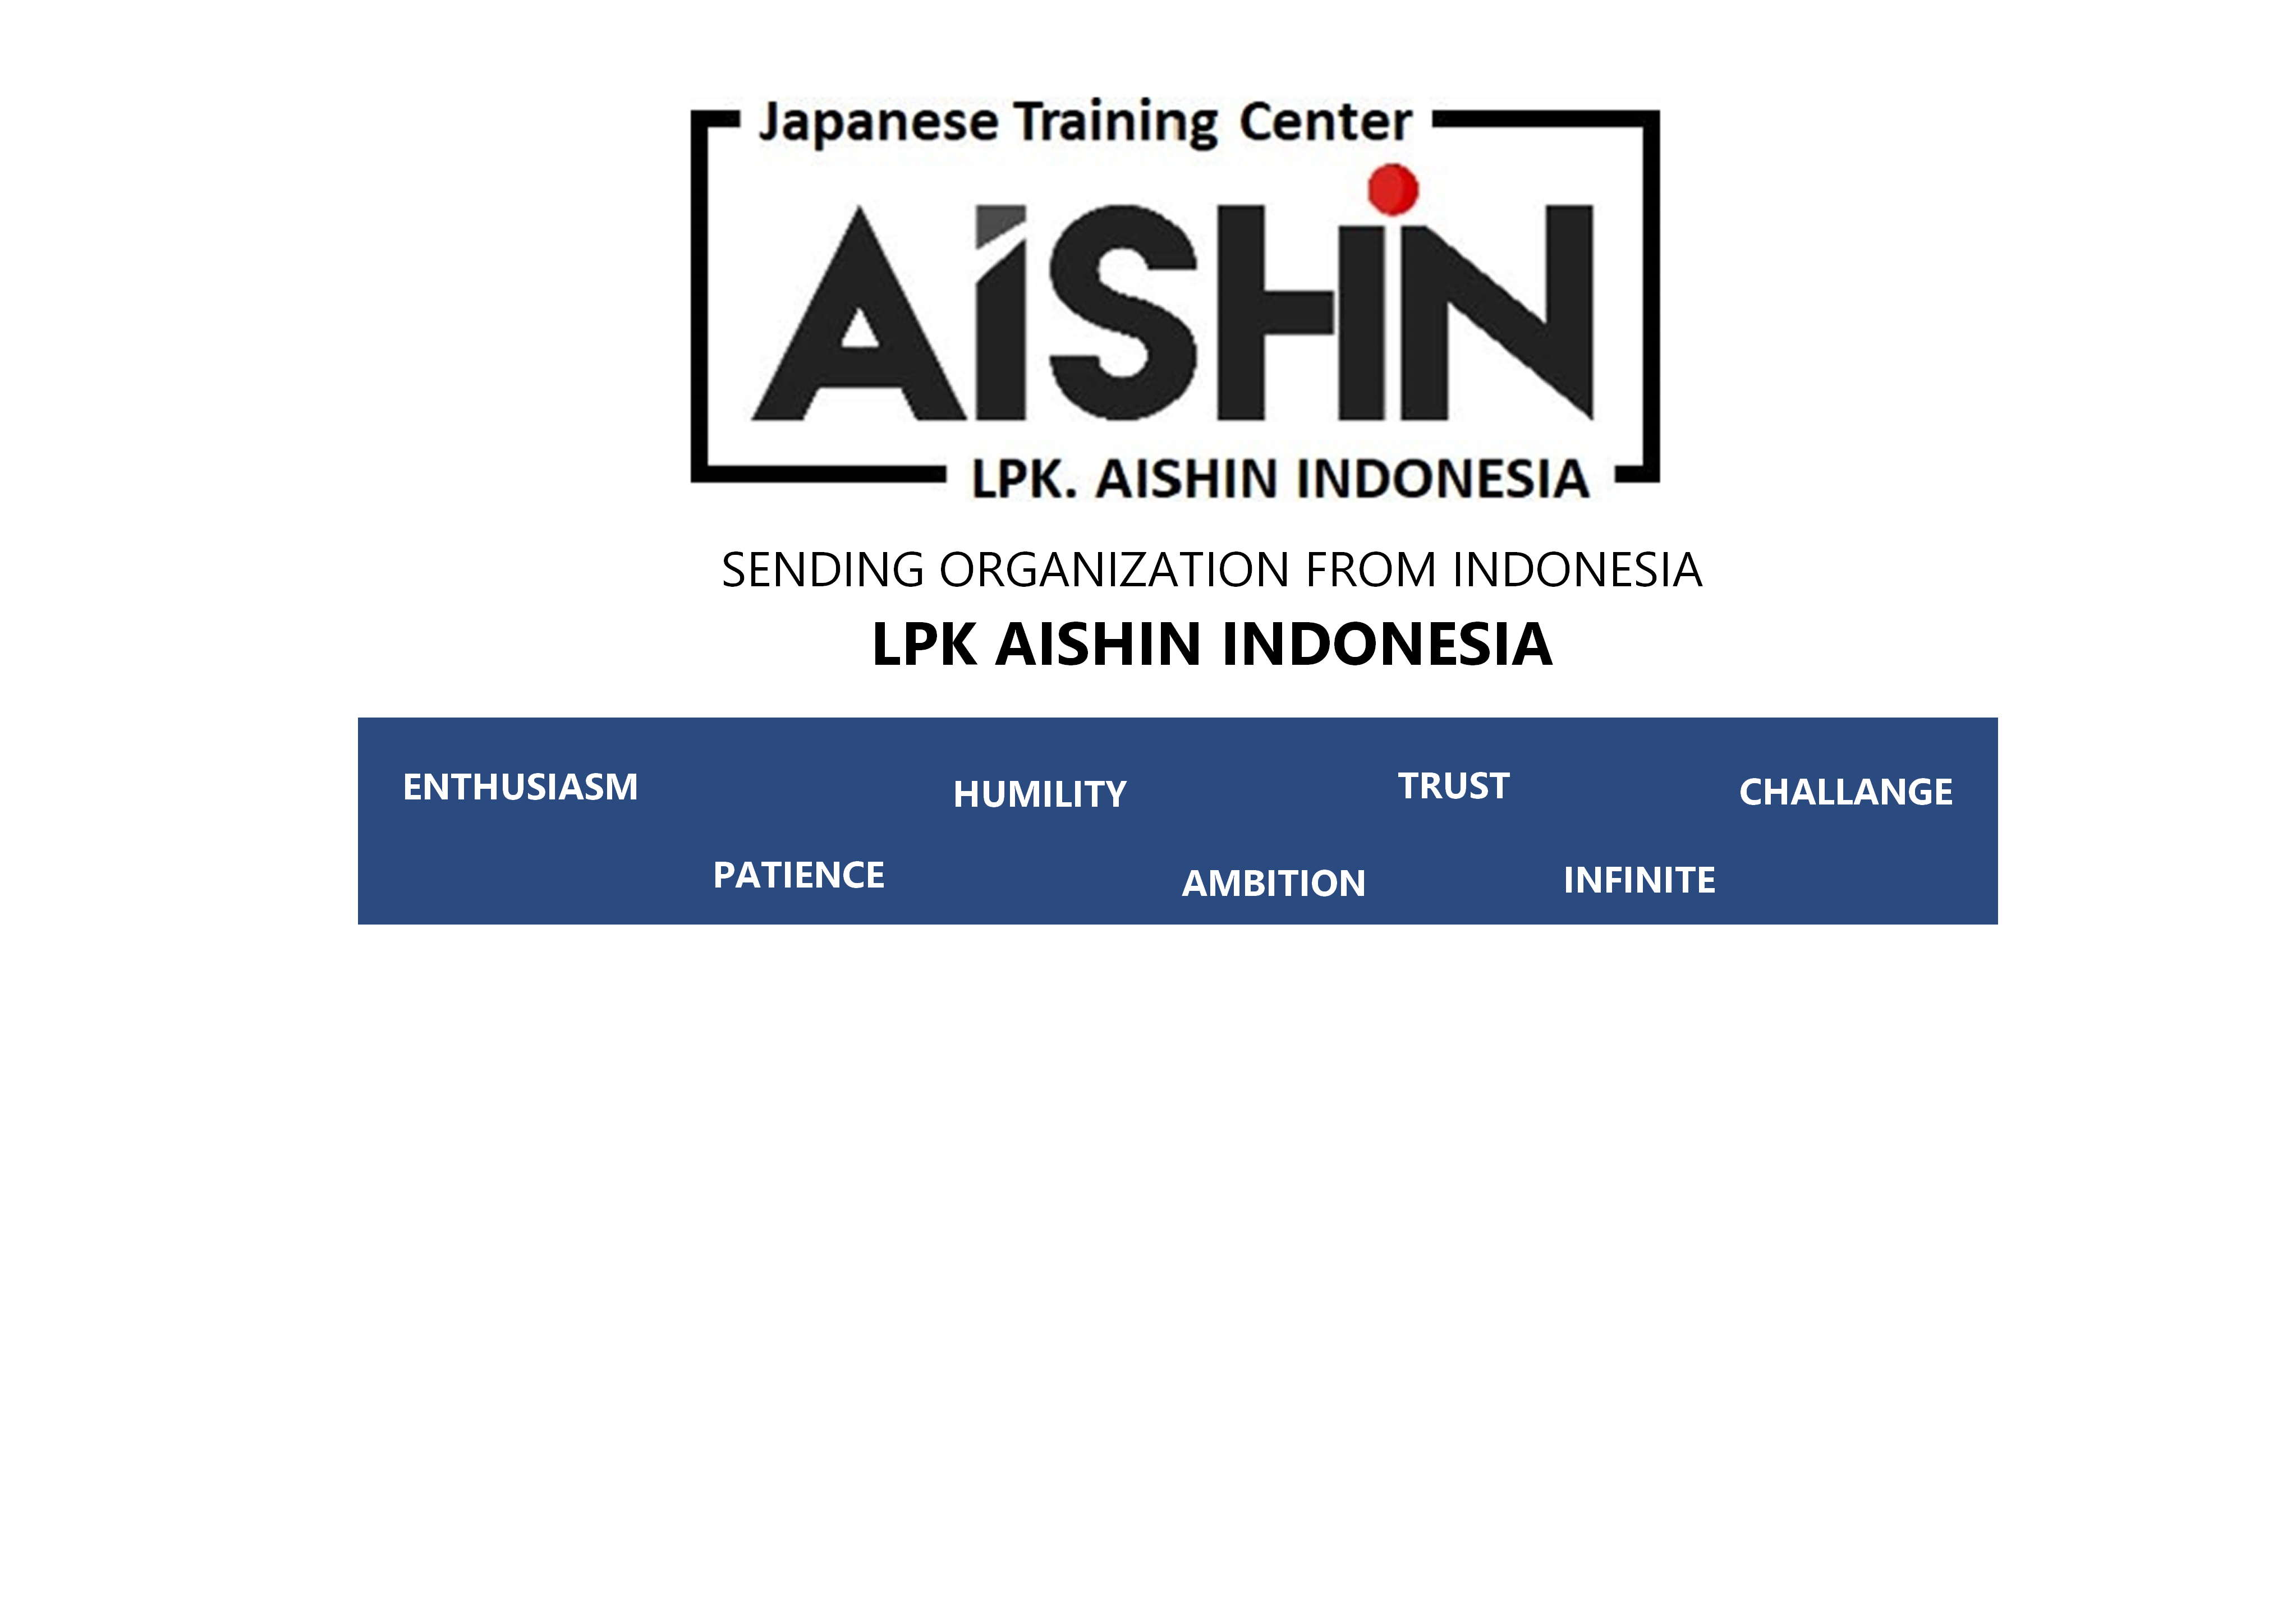 Japanese Training Center
AISHIN
LPK. AISHIN INDONESIA
SENDING ORGANIZATION FROM INDONESIA
LPK AISHIN INDONESIA
ENTHUSIASM HUMILITY TRUST CHALLANGE
PATIENCE AMBITION INFINITE